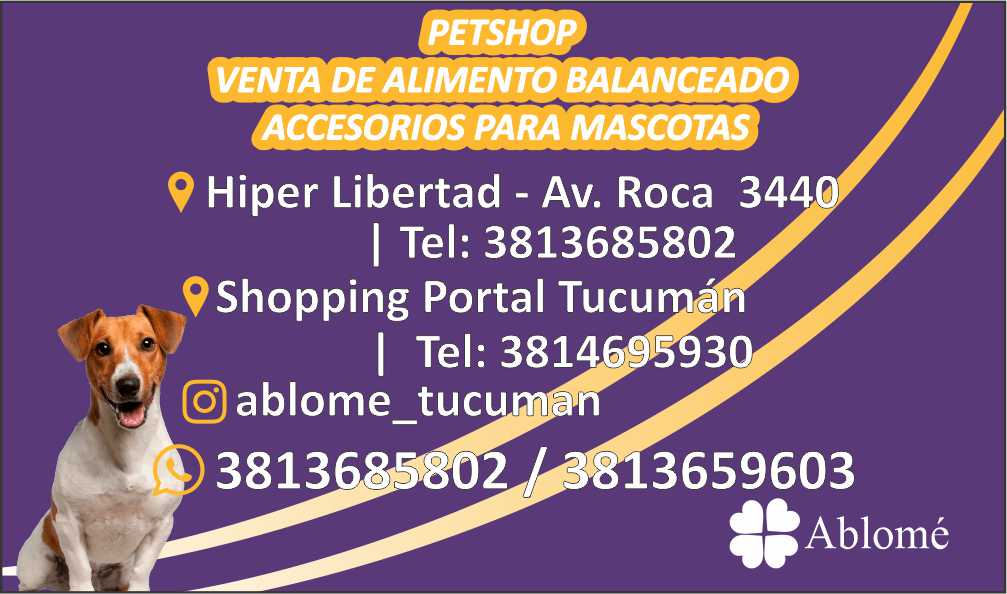 PETSHOP
VENTA DE ALIMENTO BALANCEADO
ACCESORIOS PARA MASCOTAS
Hiper Libertad - Av. Roca 3440
| Tel: 3813685802
Shopping Portal Tucumán
| Tel: 3814695930
ablome_tucuman
3813685802 / 3813659603
Ablomé